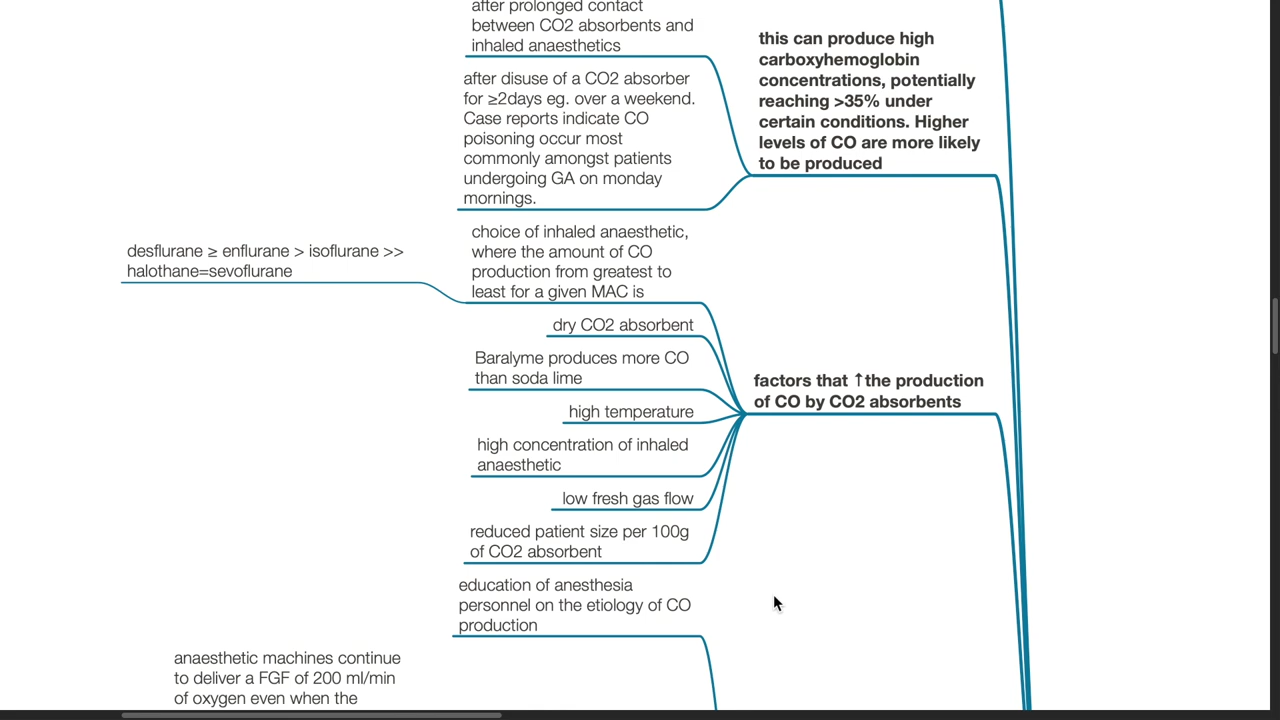 after prolonged contact
between CO2 absorbents and
inhaled anaesthetics
this can produce high
carboxyhemoglobin
concentrations, potentially
reaching >35% under
certain conditions. Higher
levels of CO are more likely
to be produced
after disuse of a CO2 absorber
for ≥2days eg. over a weekend.
Case reports indicate CO
poisoning occur most
commonly amongst patients
undergoing GA on monday
mornings.
choice of inhaled anaesthetic,
where the amount of CO
production from greatest to
least for a given MAC is
desflurane ≥ enflurane > isoflurane >>
halothane=sevoflurane
dry CO2 absorbent
Baralyme produces more CO
than soda lime
factors that ↑the production
of CO by CO2 absorbents
high temperature
high concentration of inhaled
anaesthetic
low fresh gas flow
reduced patient size per 100g
of CO2 absorbent
education of anesthesia
personnel on the etiology of CO
production
anaesthetic machines continue
to deliver a FGF of 200 ml/min
of oxygen even when the